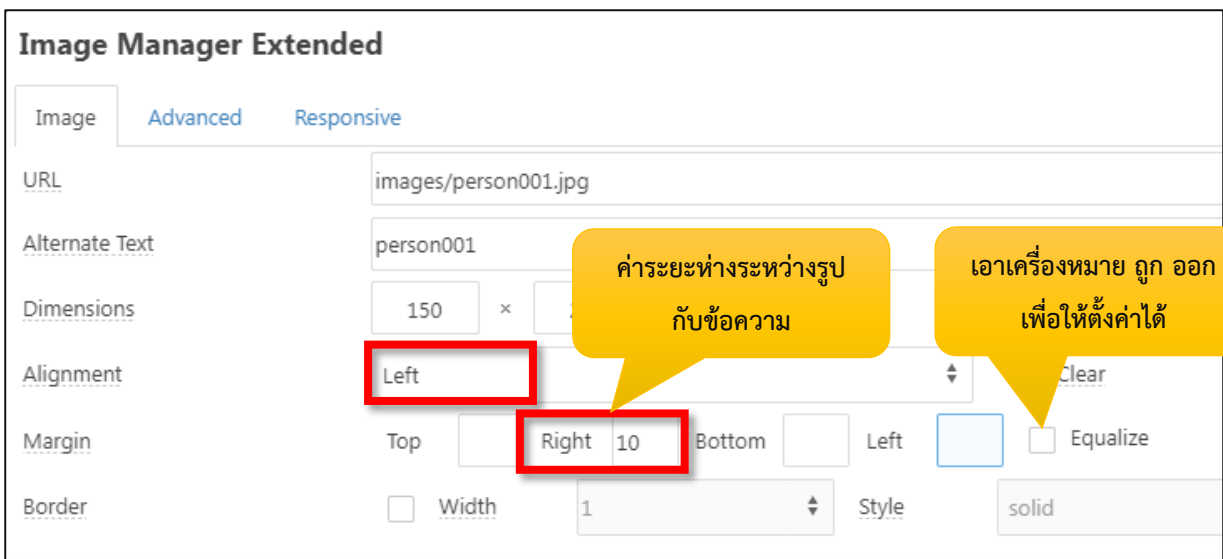 Image Manager Extended
Image Advanced Responsive
URL images/person001.jpg
Alternate Text person001
ค่าระยะห่างระหว่างรูป
กับข้อความ
เอาเครื่องหมาย ถูก ออก
เพื่อให้ตั้งค่าได้
Dimensions 150 ×
Alignment Left Clear
Margin Top Right 10 Bottom Left Equalize
Border Width 1 Style solid